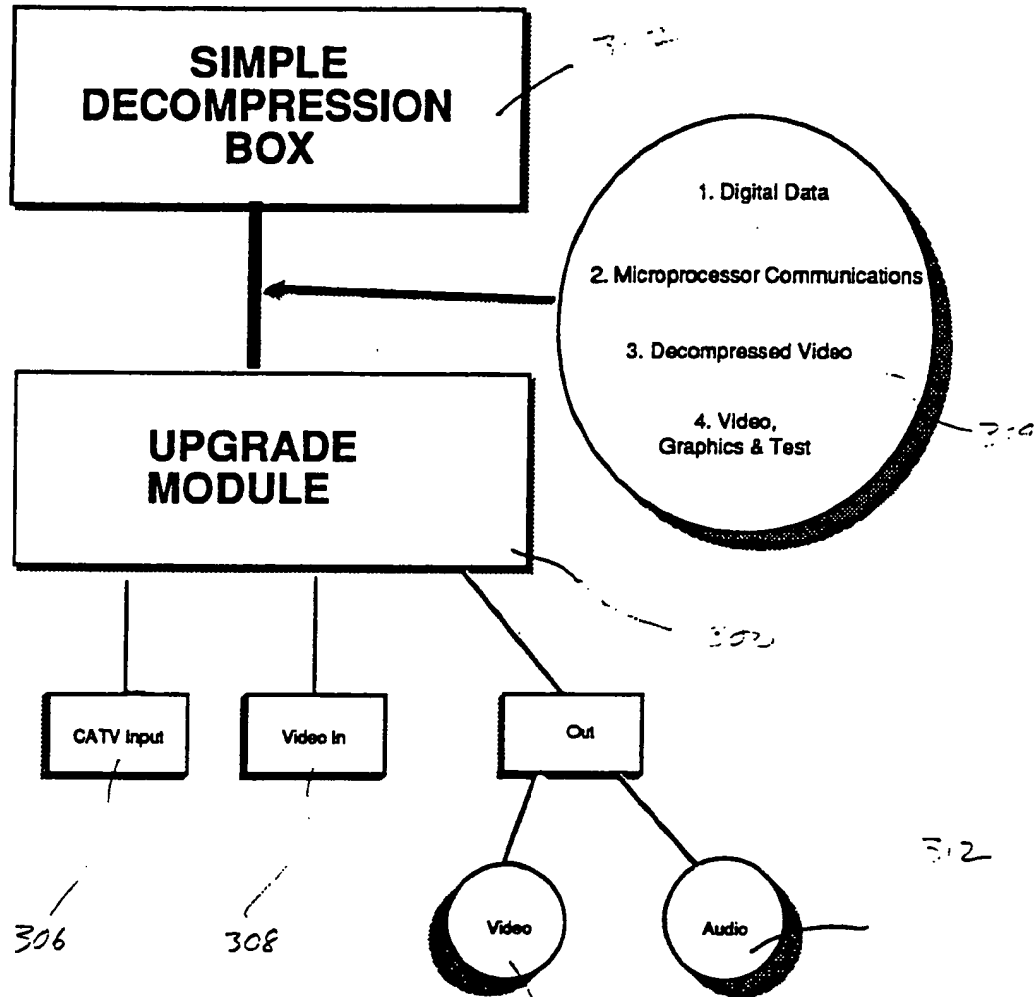 SIMPLE
DECOMPRESSION
BOX
1. Digital Data
2. Microprocessor Communications
3. Decompressed Video
4. Video,
Graphics & Test
UPGRADE
MODULE
CATV Input
Video In
Out
312
306
308
Video
Audio